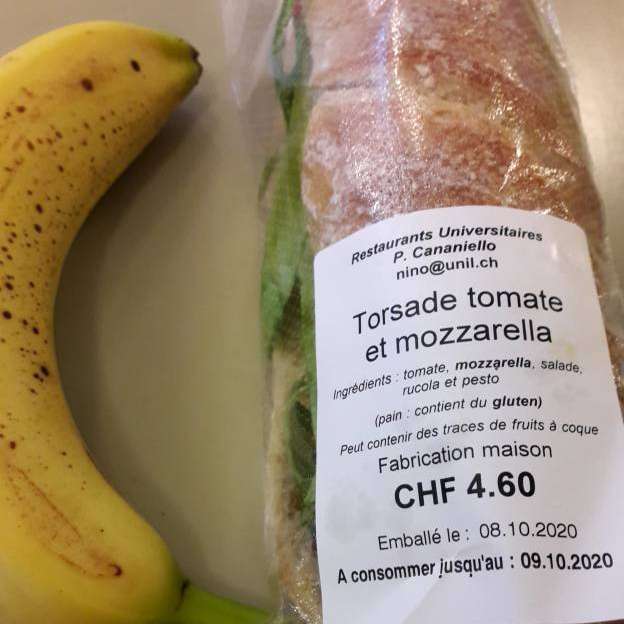 Restaurants Universitaires
P. Cananiello
nino@unil.ch
Torsade tomate
et mozzarella
Ingrédients : tomate, mozzarella, salade,
rucola et pesto
(pain : contient du gluten)
Peut contenir des traces de fruits à coque
Fabrication maison
CHF 4.60
Emballé le : 08.10.2020
A consommer jusqu'au : 09.10.2020